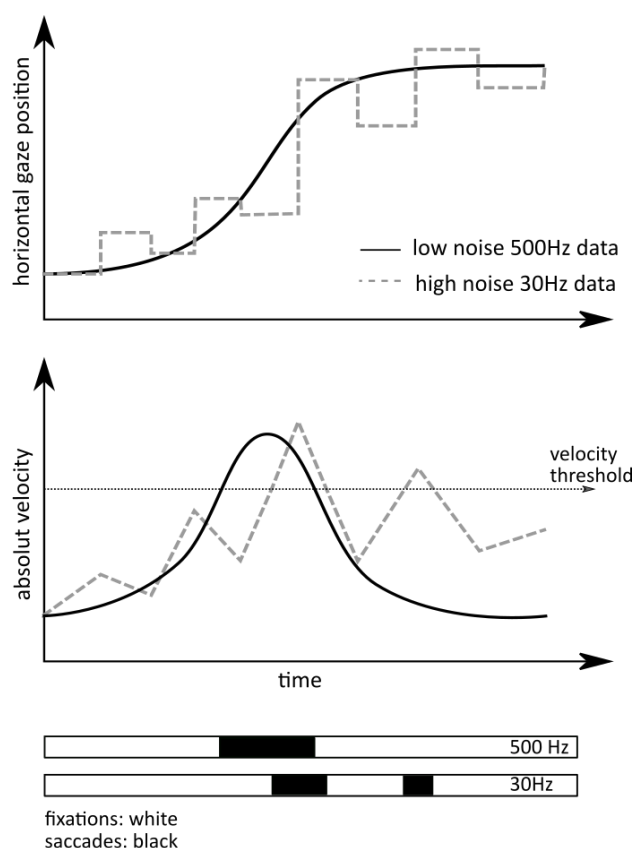 horizontal gaze position
low noise 500Hz data
high noise 30Hz data
absolut velocity
velocity
threshold
time
500 Hz
30Hz
fixations: white
saccades: black